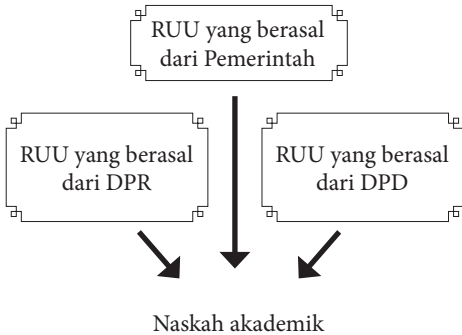 RUU yang berasal
dari Pemerintah
RUU yang berasal
dari DPR
RUU yang berasal
dari DPD
Naskah akademik